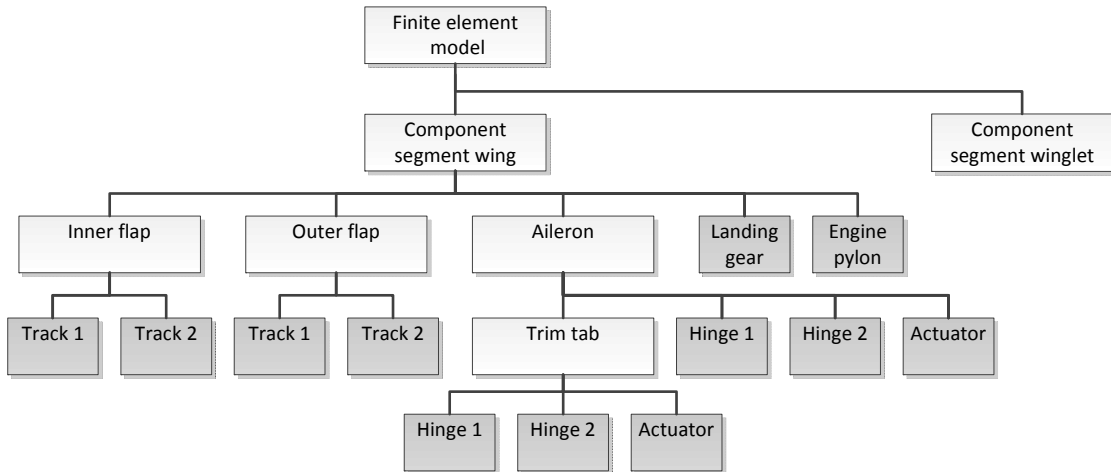 Finite element
model
Component
segment wing
Component
segment winglet
Inner flap
Outer flap
Aileron
Landing
gear
Engine
pylon
Track 1
Track 2
Track 1
Track 2
Trim tab
Hinge 1
Hinge 2
Actuator
Hinge 1
Hinge 2
Actuator